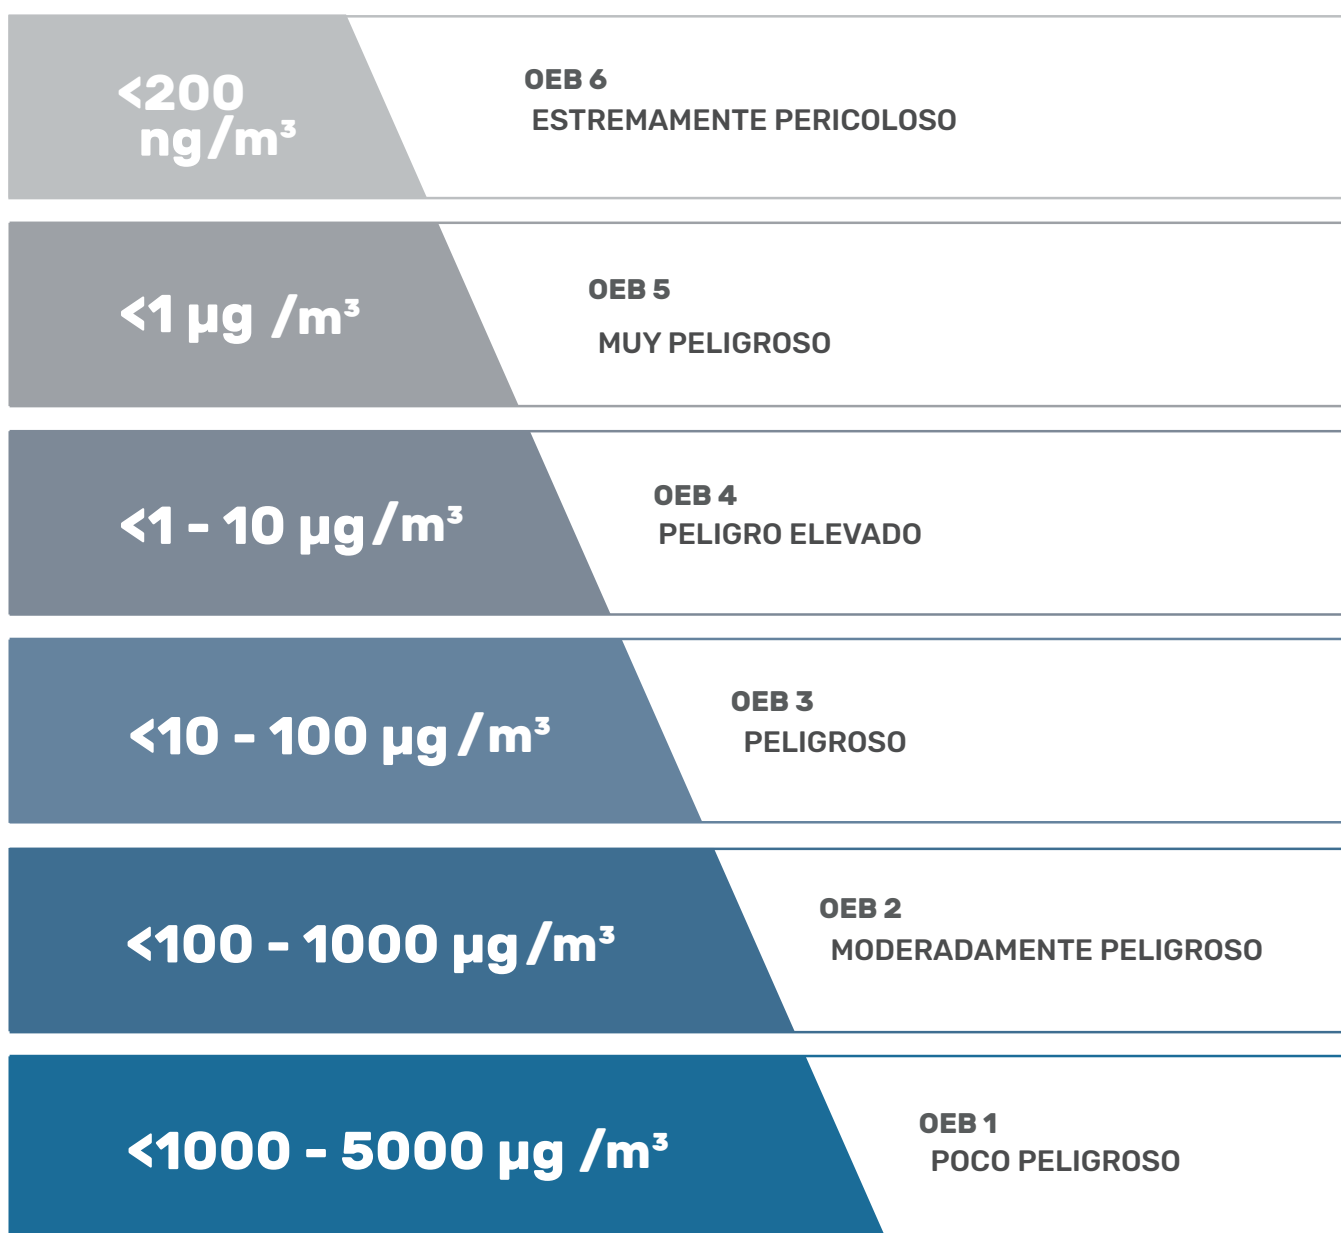 <200
ng/m³
OEB 6
ESTREMAMENTE PERICOLOSO
<1 µg /m³
OEB 5
MUY PELIGROSO
<1 - 10 µg/m³
OEB 4
PELIGRO ELEVADO
<10 - 100 µg/m³
OEB 3
PELIGROSO
<100 - 1000 µg/m³
OEB 2
MODERADAMENTE PELIGROSO
<1000 - 5000 µg /m³
OEB 1
POCO PELIGROSO